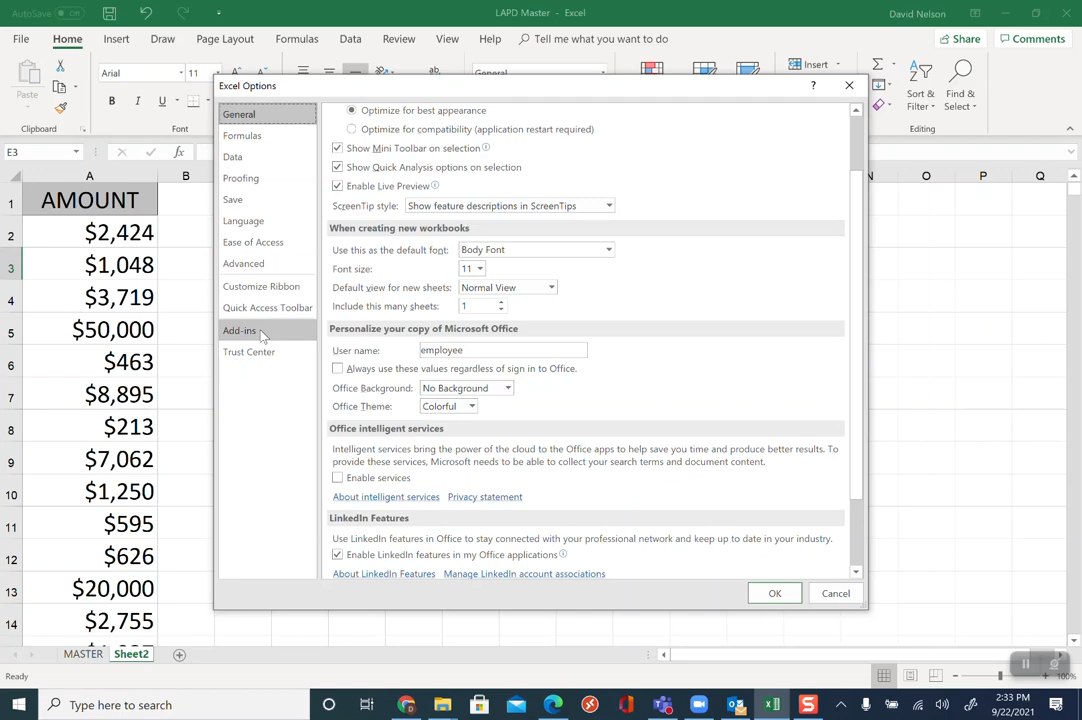 AutoSave Off
LAPD Master - Excel
David Nelson
File Home Insert Draw Page Layout Formulas Data Review View Help Tell me what you want to do
Share Comments
Paste
Arial 11
B I U
General
Insert
Sort & Filter
Find & Select
Clipboard Font Editing
E3 fx
A B N O P Q
1 AMOUNT
2 $2,424
3 $1,048
4 $3,719
5 $50,000
6 $463
7 $8,895
8 $213
9 $7,062
10 $1,250
11 $595
12 $626
13 $20,000
14 $2,755
Excel Options ?
General
Formulas
Data
Proofing
Save
Language
Ease of Access
Advanced
Customize Ribbon
Quick Access Toolbar
Add-ins
Trust Center
Optimize for best appearance
Optimize for compatibility (application restart required)
Show Mini Toolbar on selection
Show Quick Analysis options on selection
Enable Live Preview
ScreenTip style: Show feature descriptions in ScreenTips
When creating new workbooks
Use this as the default font: Body Font
Font size: 11
Default view for new sheets: Normal View
Include this many sheets: 1
Personalize your copy of Microsoft Office
User name: employee
Always use these values regardless of sign in to Office.
Office Background: No Background
Office Theme: Colorful
Office intelligent services
Intelligent services bring the power of the cloud to the Office apps to help save you time and produce better results. To
provide these services, Microsoft needs to be able to collect your search terms and document content.
Enable services
About intelligent services Privacy statement
LinkedIn Features
Use LinkedIn features in Office to stay connected with your professional network and keep up to date in your industry.
Enable LinkedIn features in my Office applications
About LinkedIn Features Manage LinkedIn account associations
OK Cancel
MASTER Sheet2
Ready
100%
Type here to search
2:33 PM
9/22/2021